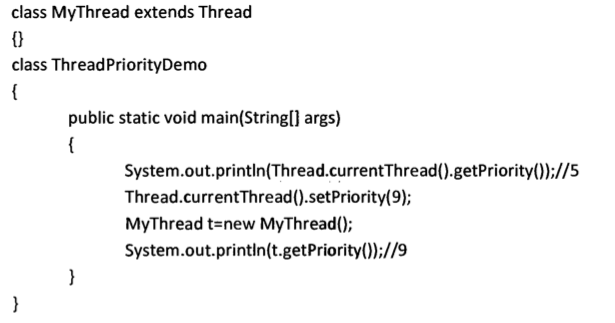 class MyThread extends Thread
{}
class ThreadPriorityDemo
{
public static void main(String[] args)
{
System.out.println(Thread.currentThread().getPriority());//5
Thread.currentThread().setPriority(9);
MyThread t=new MyThread();
System.out.println(t.getPriority());//9
}
}